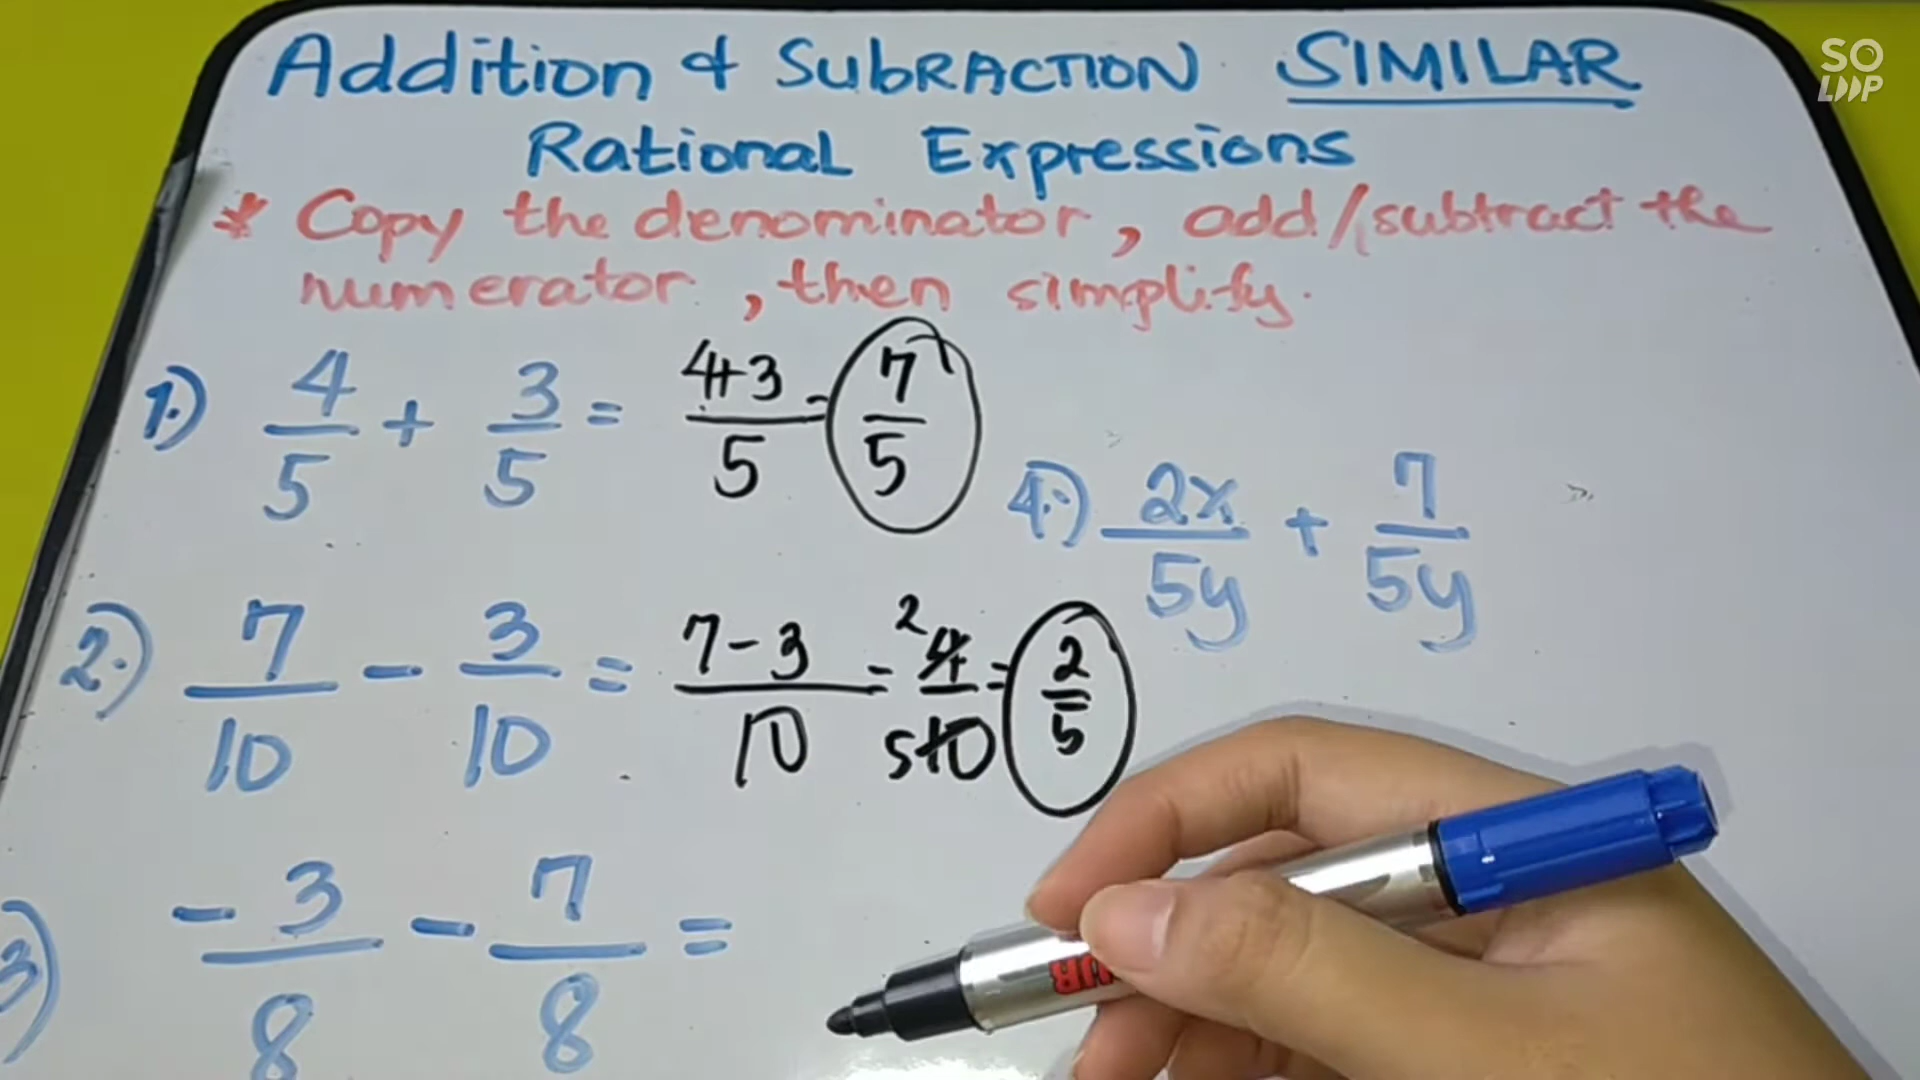 Addition & SUBRACTION SIMILAR
Rational Expressions
* Copy the denominator, add/subtract the
numerator, then simplify.
1.) 4/5 + 3/5 = 4+3/5 = 7/5
4.) 2x/5y + 7/5y
2.) 7/10 - 3/10 = 7-3/10 = 2 4/5 10 = 2/5
3) -3/8 - 7/8 =
SO
LOOP